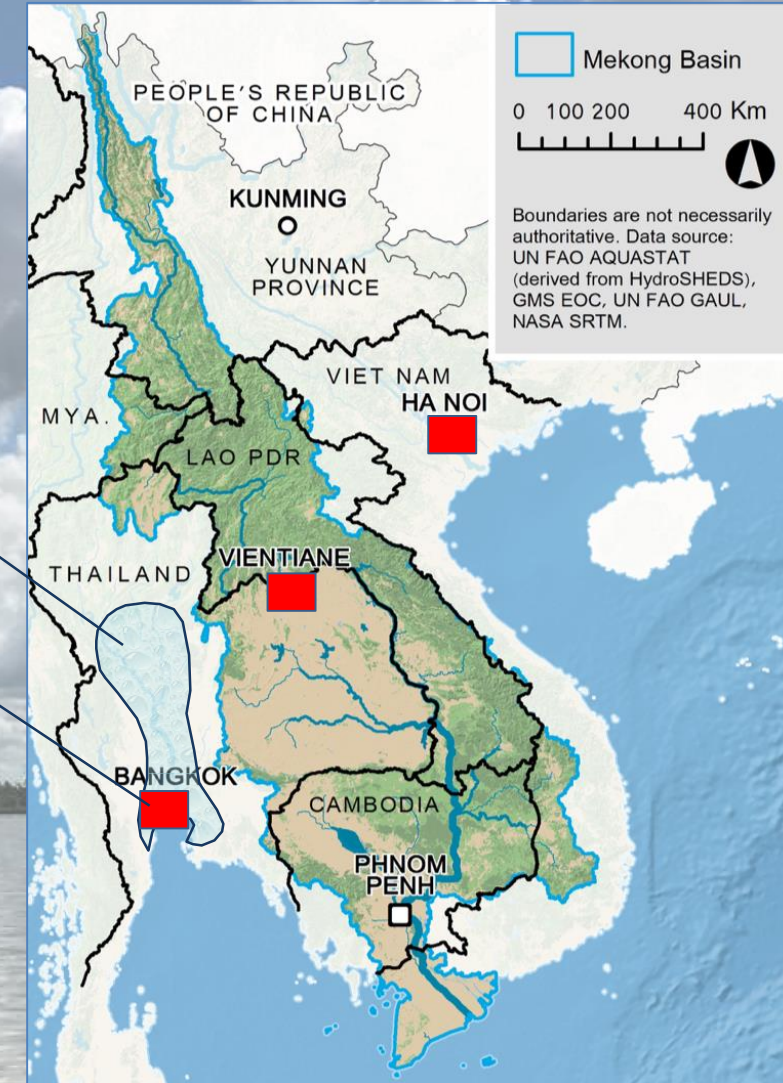 Mekong Basin
0 100 200 400 Km
Boundaries are not necessarily
authoritative. Data source:
UN FAO AQUASTAT
(derived from HydroSHEDS),
GMS EOC, UN FAO GAUL,
NASA SRTM.
PEOPLE'S REPUBLIC
OF CHINA
KUNMING
YUNNAN
PROVINCE
VIET NAM
HA NOI
MYA.
LAO PDR
VIENTIANE
THAILAND
BANGKOK
CAMBODIA
PHNOM
PENH